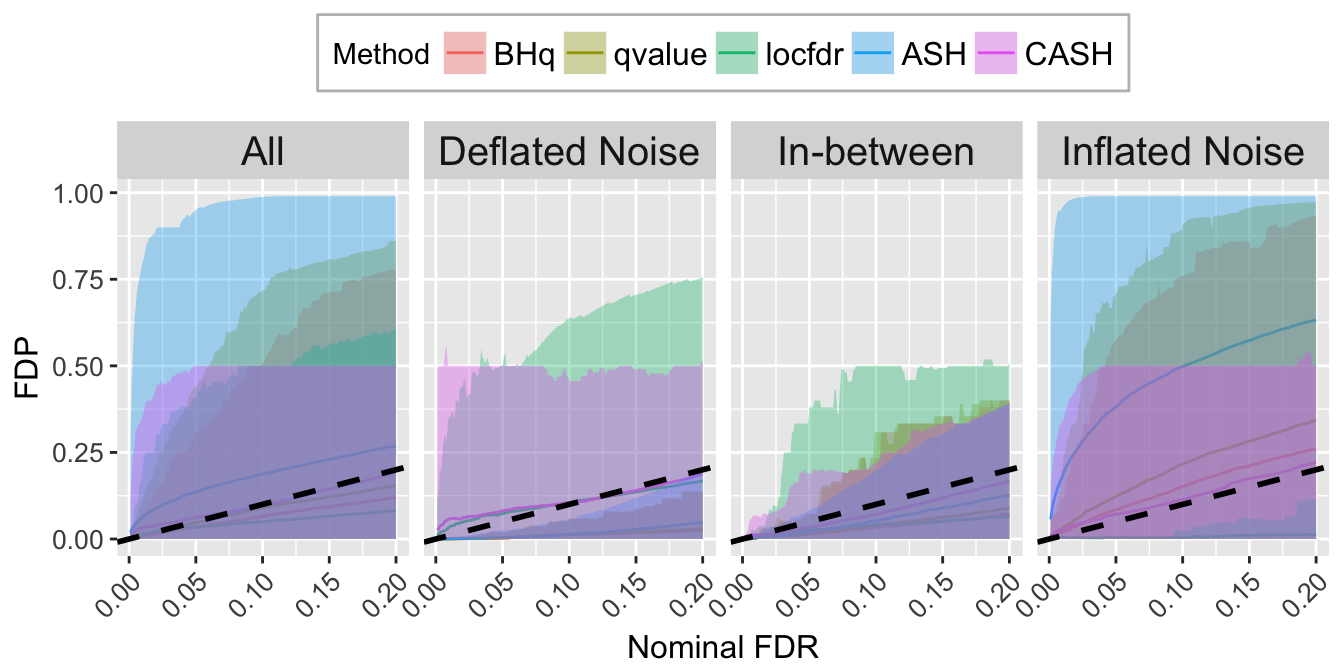 Method BHq qvalue locfdr ASH CASH
All Deflated Noise In-between Inflated Noise
1.00
0.75
0.50
0.25
0.00
FDP
0.00 0.05 0.10 0.15 0.20 0.00 0.05 0.10 0.15 0.20 0.00 0.05 0.10 0.15 0.20 0.00 0.05 0.10 0.15 0.20
Nominal FDR